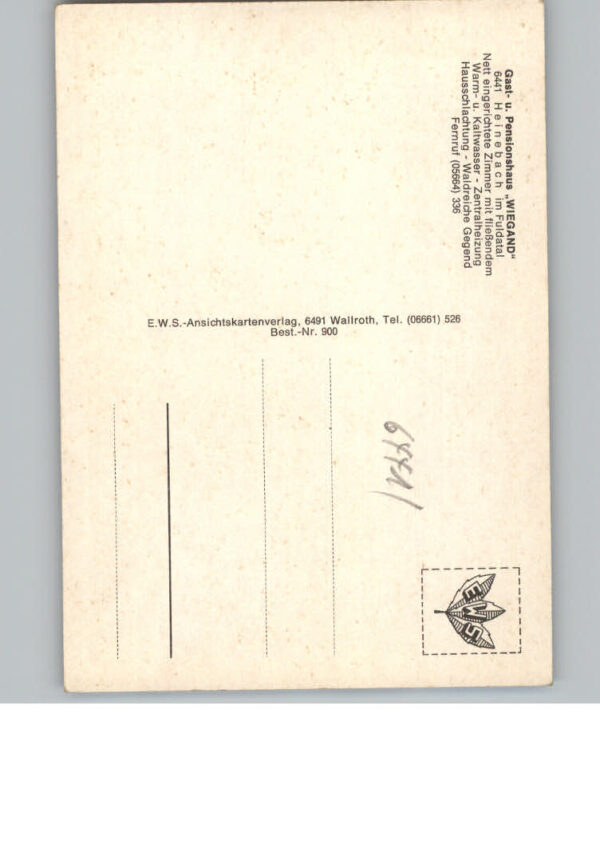 Gast- u. Pensionshaus „WIEGAND“
6441 Heinebach im Fuldatal
Nett eingerichtete Zimmer mit fließendem
Warm- u. Kaltwasser - Zentralheizung
Hausschlachtung - Waldreiche Gegend
Fernruf (05664) 336
E.W.S.-Ansichtskartenverlag, 6491 Wallroth, Tel. (06661) 526
Best.-Nr. 900
6441
EWS